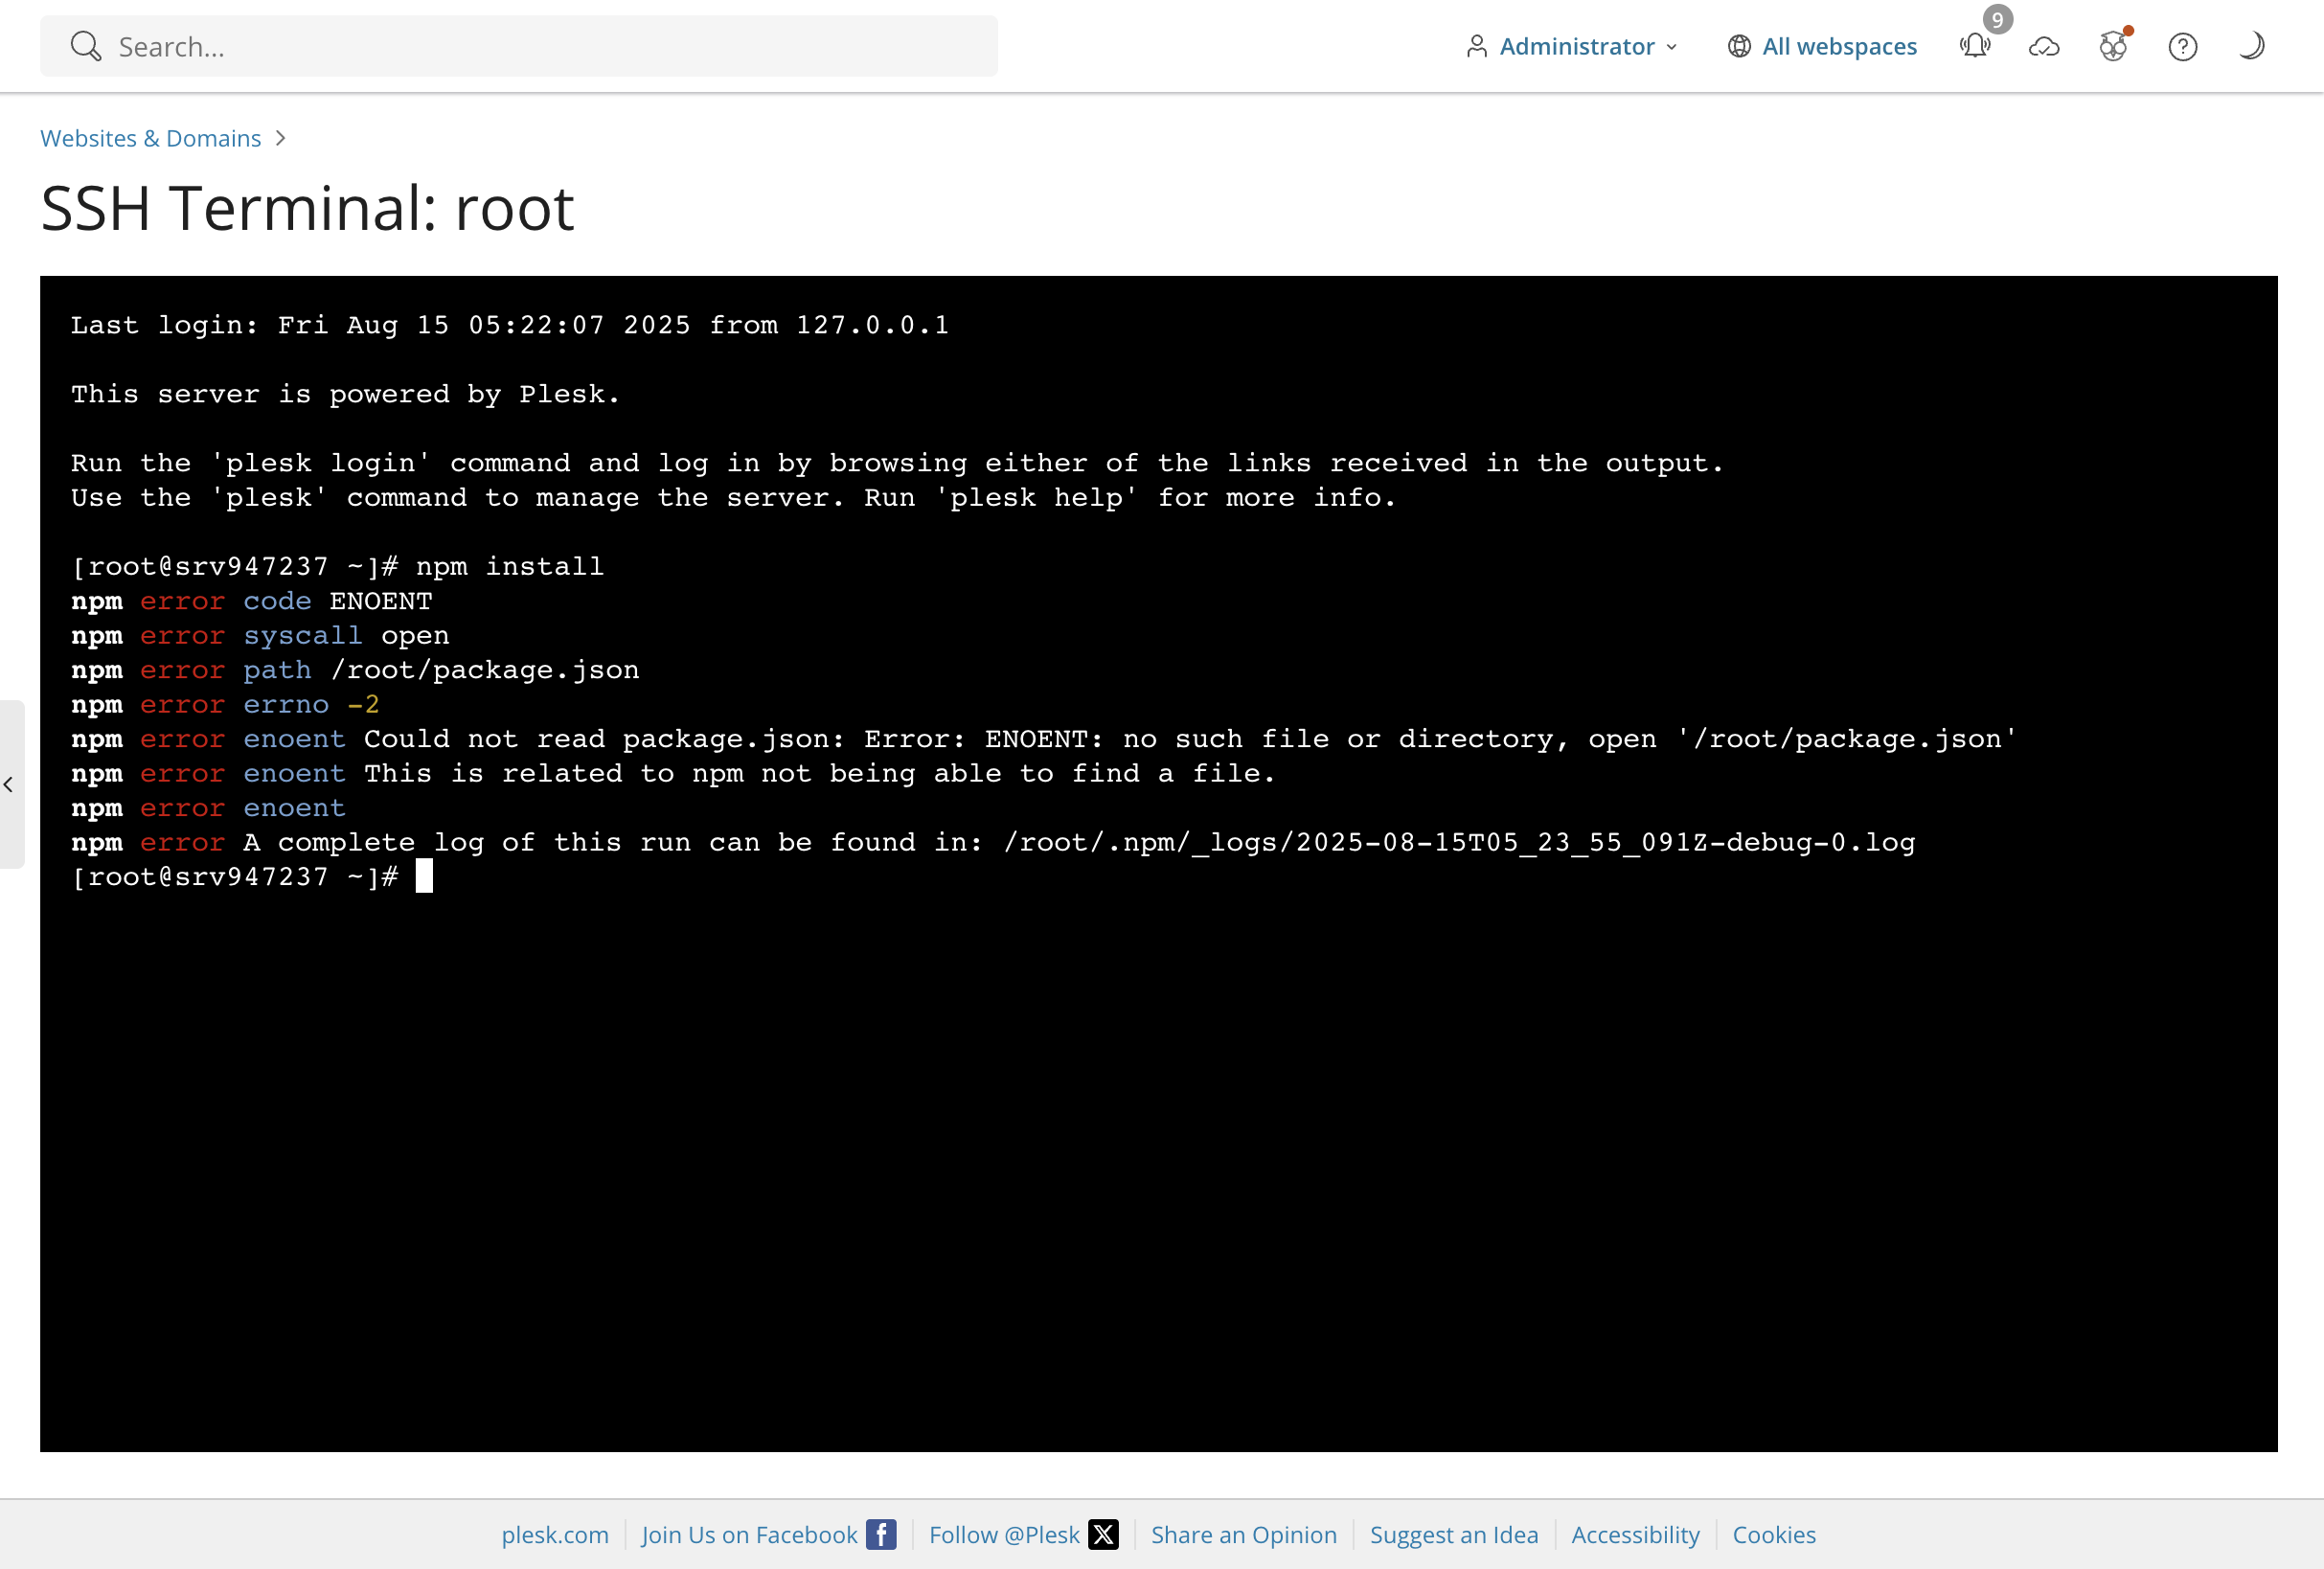 Search...
Administrator
All webspaces
9
Websites & Domains
SSH Terminal: root
Last login: Fri Aug 15 05:22:07 2025 from 127.0.0.1
This server is powered by Plesk.
Run the 'plesk login' command and log in by browsing either of the links received in the output.
Use the 'plesk' command to manage the server. Run 'plesk help' for more info.
[root@srv947237 ~]# npm install
npm error code ENOENT
npm error syscall open
npm error path /root/package.json
npm error errno -2
npm error enoent Could not read package.json: Error: ENOENT: no such file or directory, open '/root/package.json'
npm error enoent This is related to npm not being able to find a file.
npm error enoent
npm error A complete log of this run can be found in: /root/.npm/_logs/2025-08-15T05_23_55_091Z-debug-0.log
[root@srv947237 ~]#
plesk.com
Join Us on Facebook
Follow @Plesk
Share an Opinion
Suggest an Idea
Accessibility
Cookies